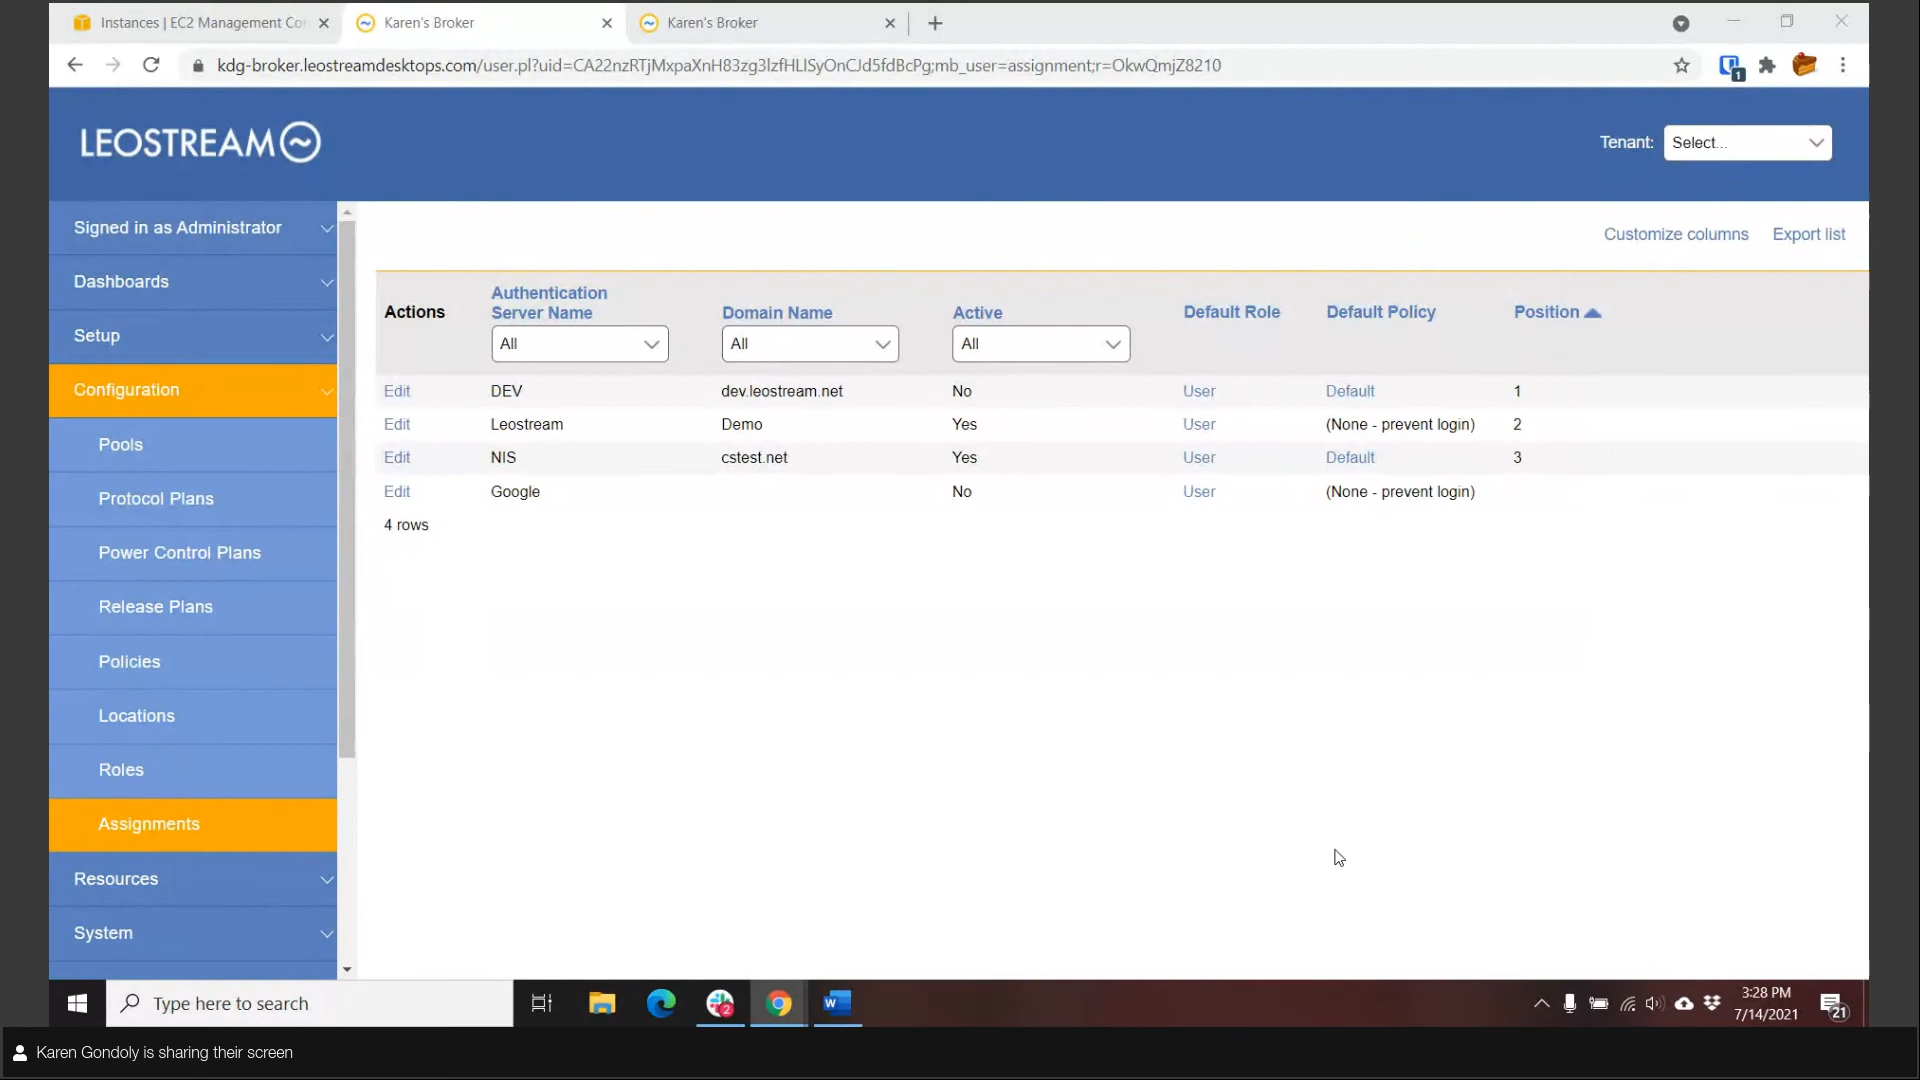 Instances | EC2 Management Con
Karen's Broker
Karen's Broker
kdg-broker.leostreamdesktops.com/user.pl?uid=CA22nzRTjMxpaXnH83zg3lzfHLlSyOnCJd5fdBcPg;mb_user=assignment;r=OkwQmjZ8210
1
LEOSTREAM
Tenant: Select...
Signed in as Administrator
Dashboards
Setup
Configuration
Pools
Protocol Plans
Power Control Plans
Release Plans
Policies
Locations
Roles
Assignments
Resources
System
Customize columns Export list
Actions Authentication Server Name Domain Name Active Default Role Default Policy Position
All All All
Edit DEV dev.leostream.net No User Default 1
Edit Leostream Demo Yes User (None - prevent login) 2
Edit NIS cstest.net Yes User Default 3
Edit Google No User (None - prevent login)
4 rows
Type here to search
2
W
3:28 PM
7/14/2021
21
Karen Gondoly is sharing their screen